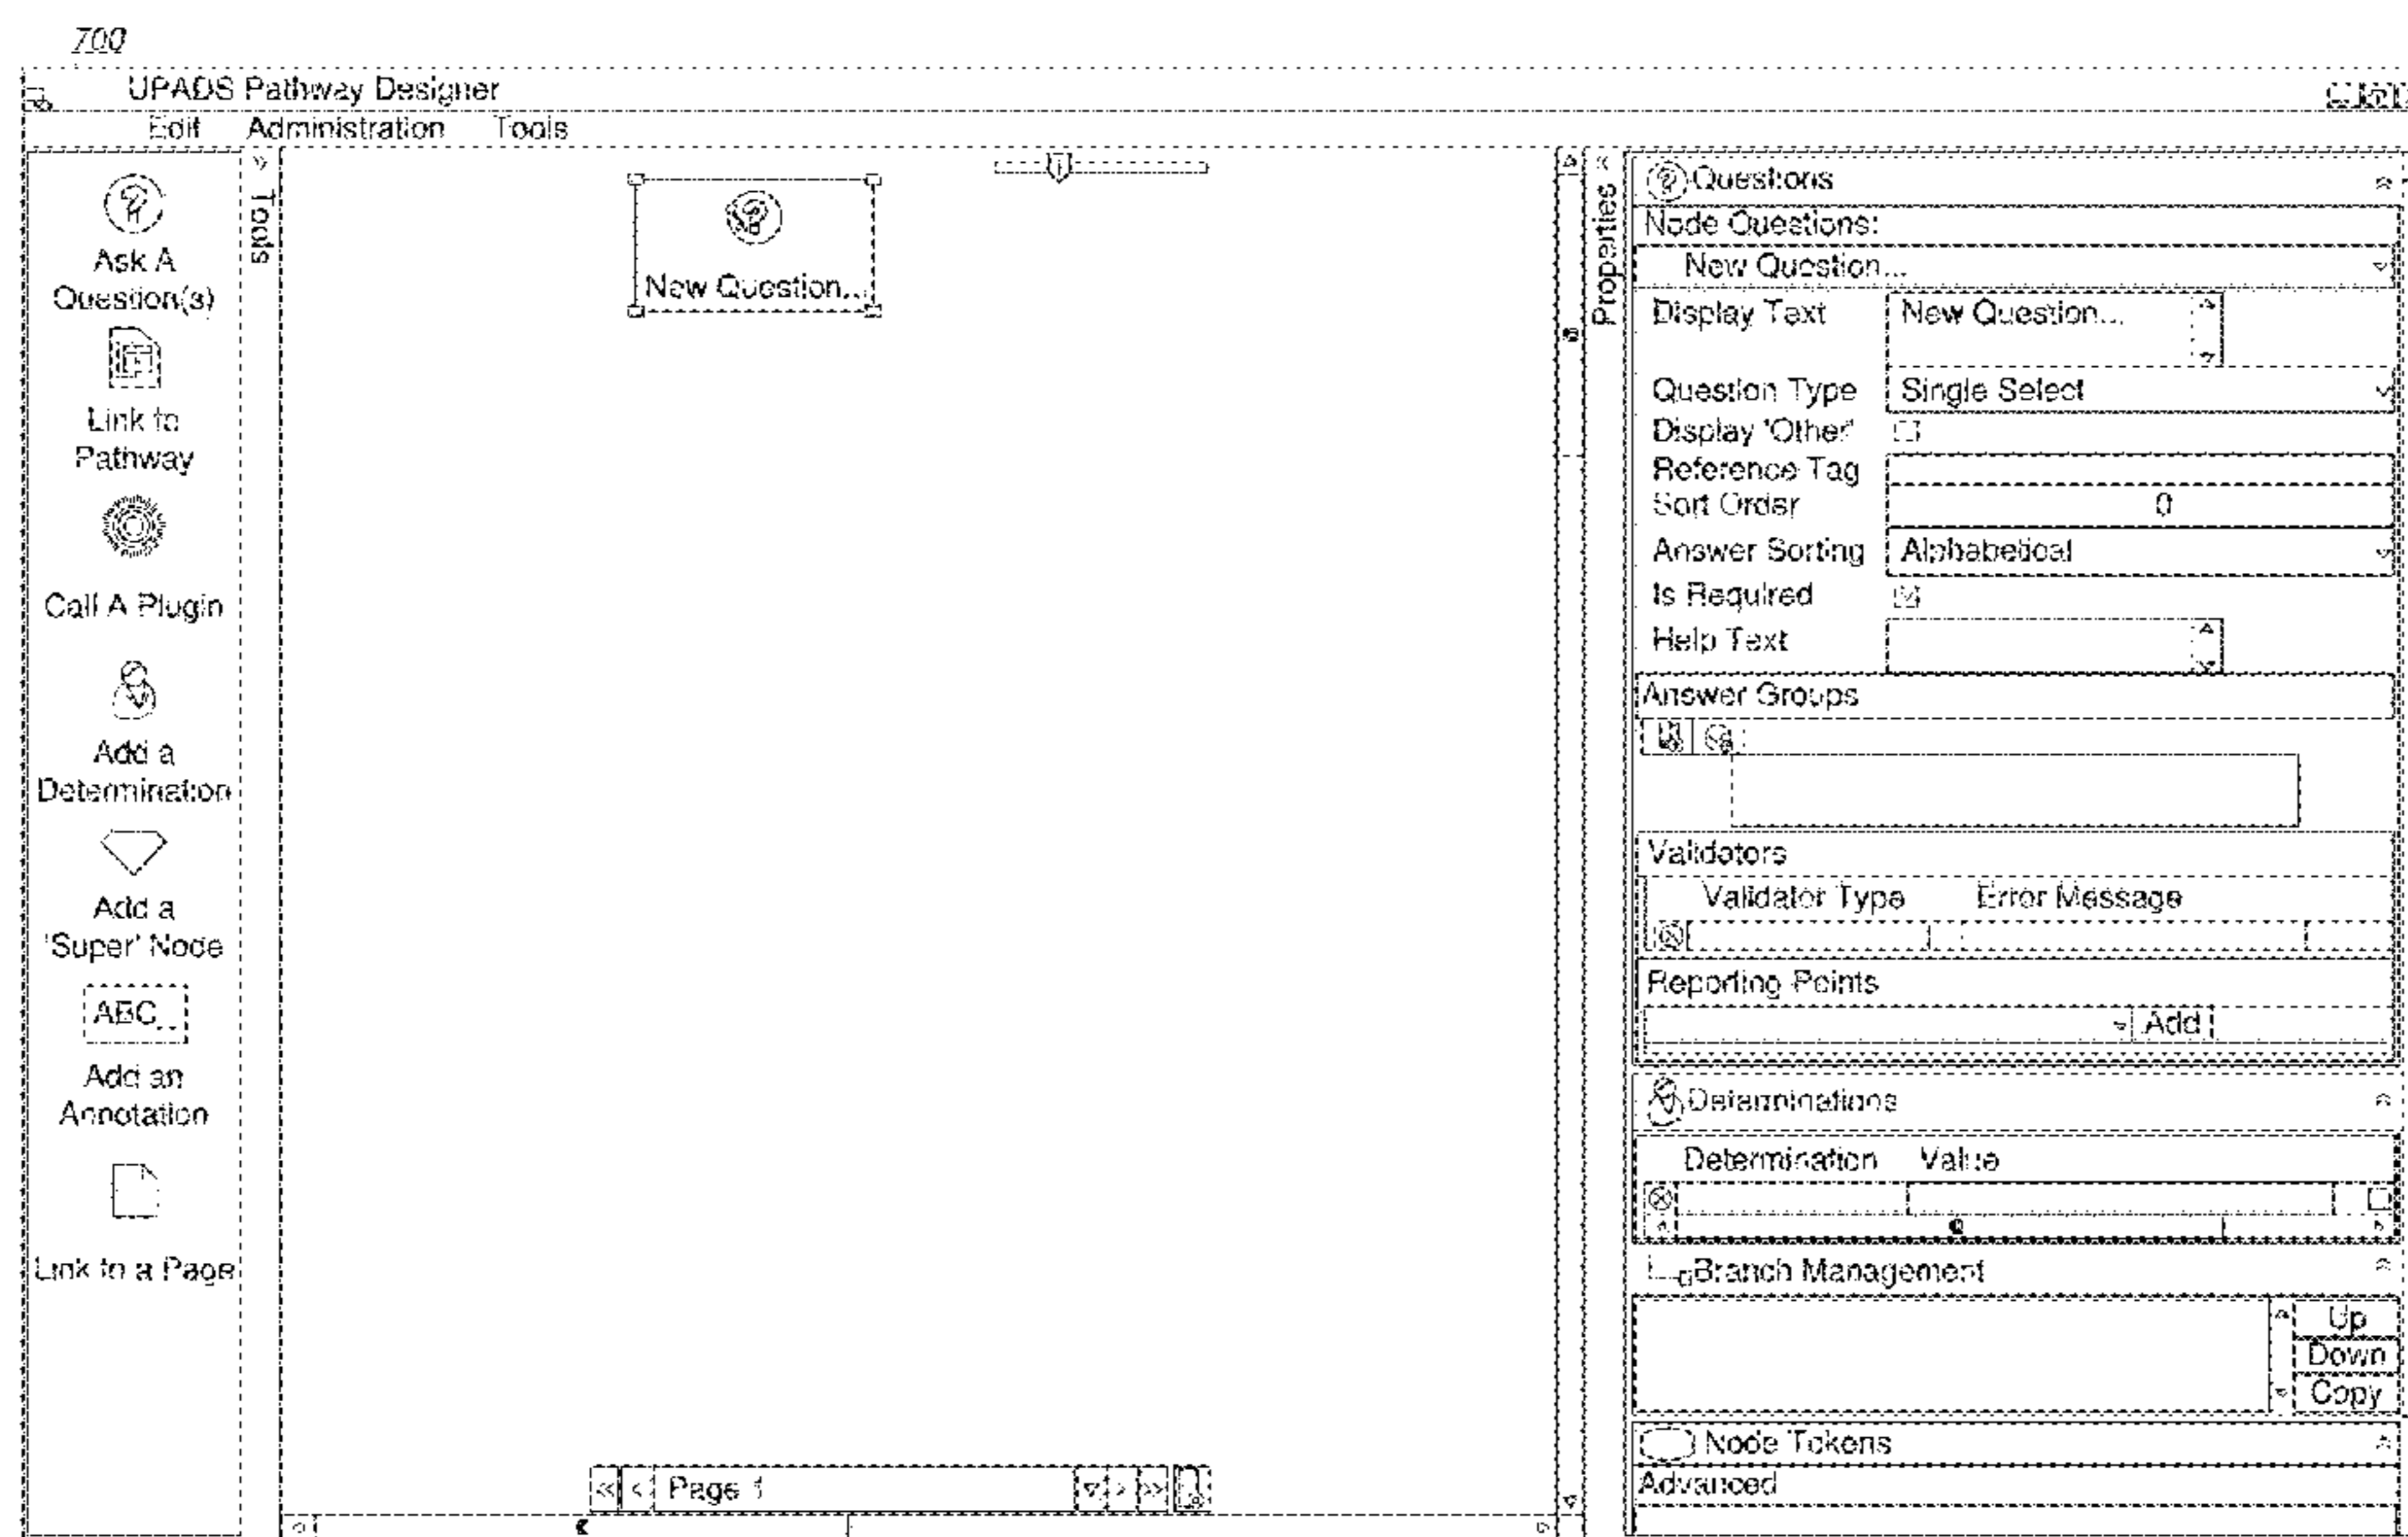 700
UPADS Pathway Designer
Edit Administration Tools
Tools
Ask A
Question(s)
Link to
Pathway
Call A Plugin
Add a
Determination
Add a
'Super' Node
ABC
Add an
Annotation
Link to a Page
New Question...
Page 1
Properties
Questions
Node Questions:
New Question...
Display Text New Question...
Question Type Single Select
Display 'Other'
Reference Tag
Sort Order 0
Answer Sorting Alphabetical
Is Required
Help Text
Answer Groups
Validators
Validator Type Error Message
Reporting Points
Add
Determinations
Determination Value
Branch Management
Up
Down
Copy
Node Tokens
Advanced